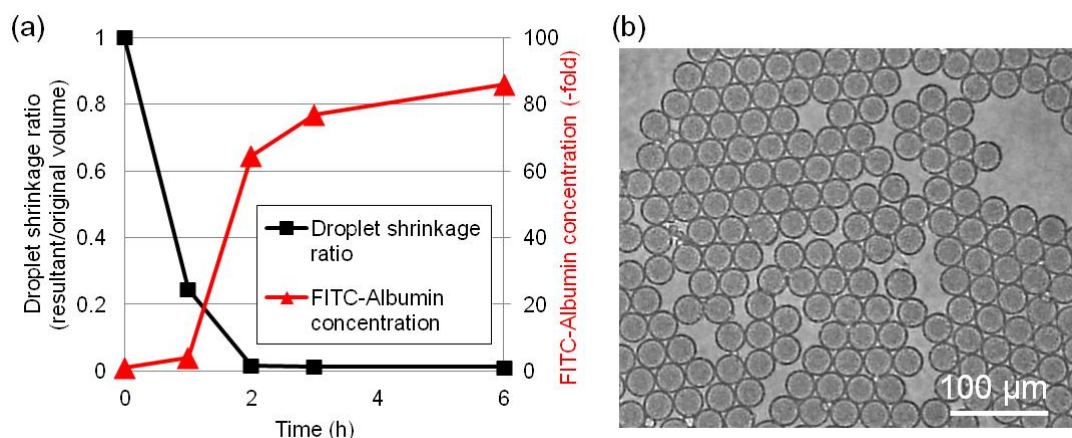 (a)
Droplet shrinkage ratio
(resultant/original volume)
1
0.8
0.6
0.4
0.2
0
100
80
60
40
20
0
FITC-Albumin concentration (-fold)
Droplet shrinkage
ratio
FITC-Albumin
concentration
0
2
4
6
Time (h)
(b)
100 µm